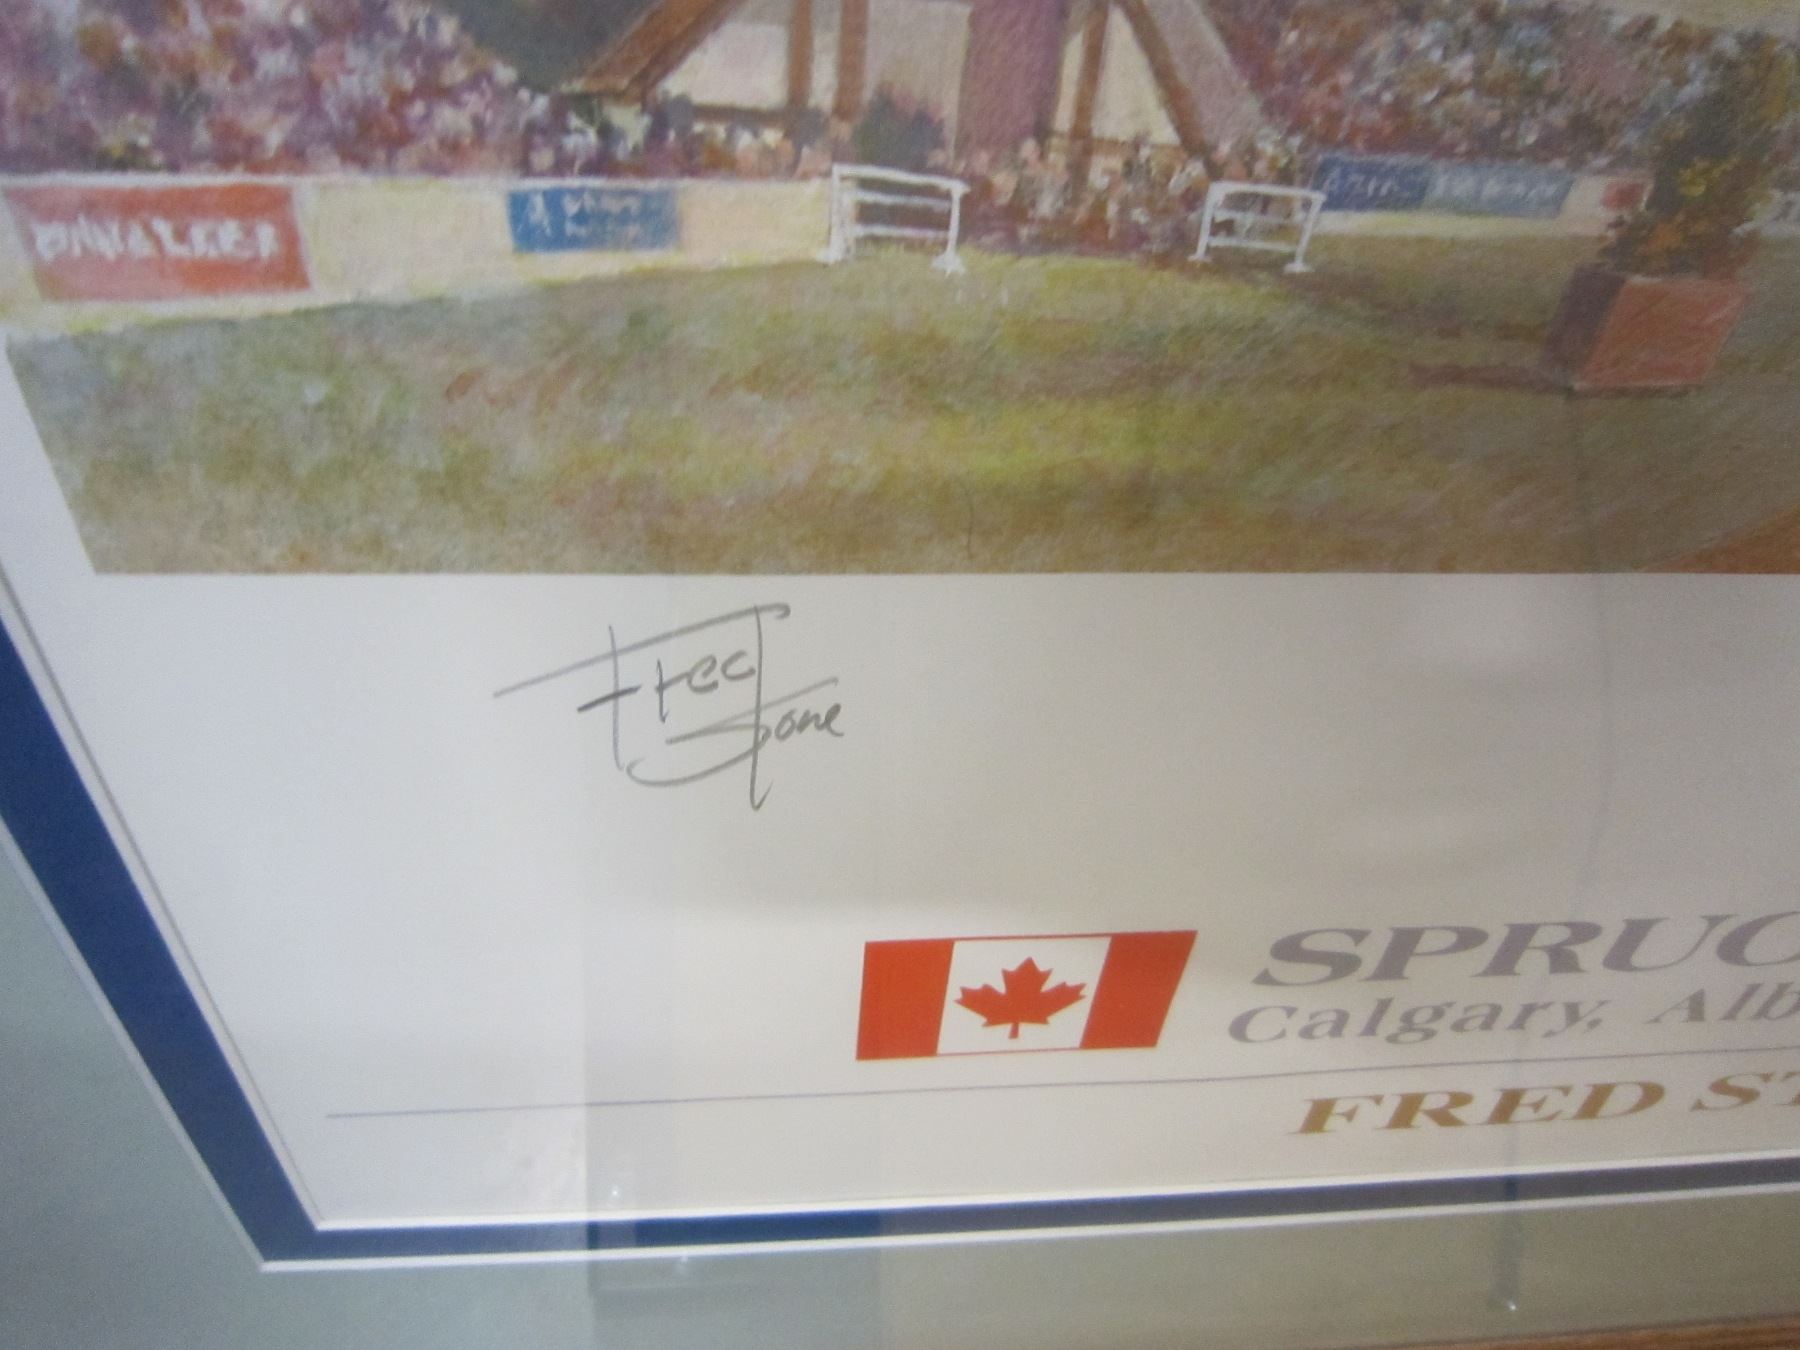 Fred
Stone
SPRUC
Calgary, Alb
FRED ST